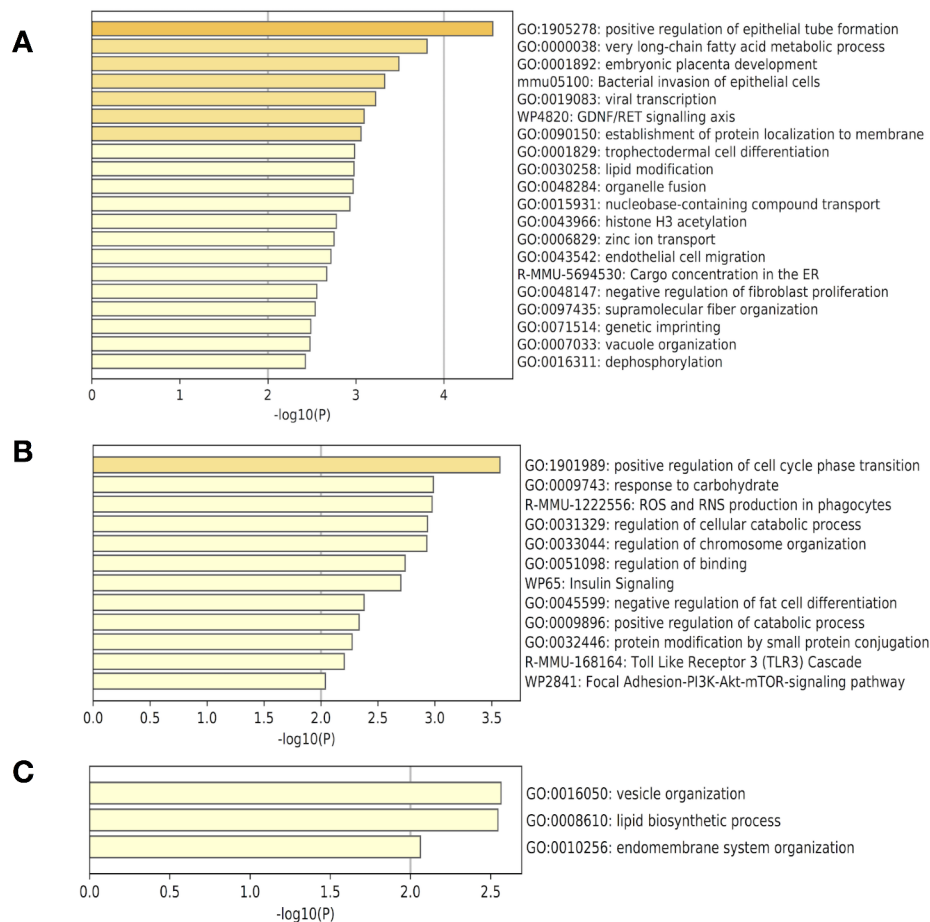 A
GO:1905278: positive regulation of epithelial tube formation
GO:0000038: very long-chain fatty acid metabolic process
GO:0001892: embryonic placenta development
mmu05100: Bacterial invasion of epithelial cells
GO:0019083: viral transcription
WP4820: GDNF/RET signalling axis
GO:0090150: establishment of protein localization to membrane
GO:0001829: trophectodermal cell differentiation
GO:0030258: lipid modification
GO:0048284: organelle fusion
GO:0015931: nucleobase-containing compound transport
GO:0043966: histone H3 acetylation
GO:0006829: zinc ion transport
GO:0043542: endothelial cell migration
R-MMU-5694530: Cargo concentration in the ER
GO:0048147: negative regulation of fibroblast proliferation
GO:0097435: supramolecular fiber organization
GO:0071514: genetic imprinting
GO:0007033: vacuole organization
GO:0016311: dephosphorylation
0 1 2 3 4
-log10(P)
B
GO:1901989: positive regulation of cell cycle phase transition
GO:0009743: response to carbohydrate
R-MMU-1222556: ROS and RNS production in phagocytes
GO:0031329: regulation of cellular catabolic process
GO:0033044: regulation of chromosome organization
GO:0051098: regulation of binding
WP65: Insulin Signaling
GO:0045599: negative regulation of fat cell differentiation
GO:0009896: positive regulation of catabolic process
GO:0032446: protein modification by small protein conjugation
R-MMU-168164: Toll Like Receptor 3 (TLR3) Cascade
WP2841: Focal Adhesion-PI3K-Akt-mTOR-signaling pathway
0.0 0.5 1.0 1.5 2.0 2.5 3.0 3.5
-log10(P)
C
GO:0016050: vesicle organization
GO:0008610: lipid biosynthetic process
GO:0010256: endomembrane system organization
0.0 0.5 1.0 1.5 2.0 2.5
-log10(P)